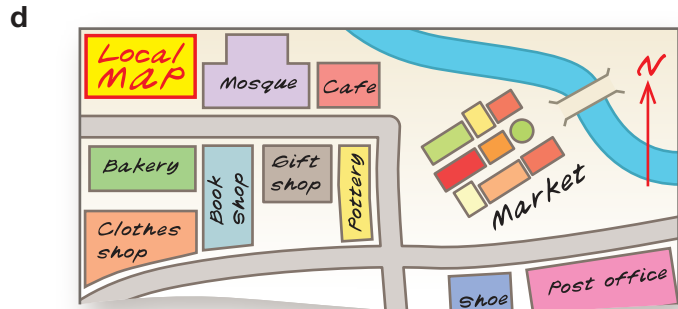 d
Local
MAP
Mosque
Cafe
N
Bakery
Book
shop
Gift
shop
Pottery
Market
Clothes
shop
Shoe
Post office